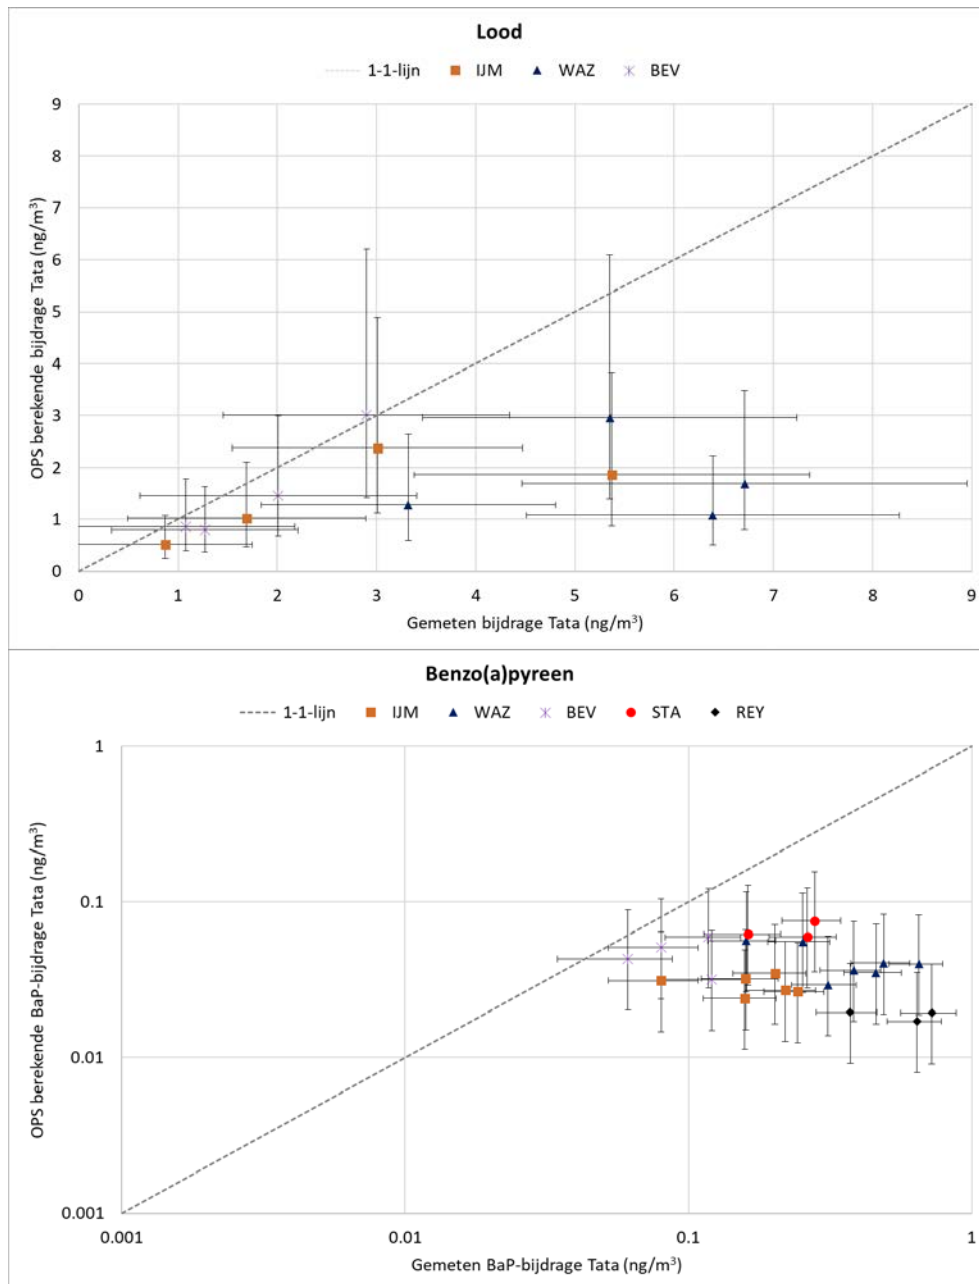 Lood
1-1-lijn IJM WAZ BEV
9
8
7
6
5
4
3
2
1
0
OPS berekende bijdrage Tata (ng/m³)
0 1 2 3 4 5 6 7 8 9
Gemeten bijdrage Tata (ng/m³)
Benzo(a)pyreen
1-1-lijn IJM WAZ BEV STA REY
1
0.1
0.01
0.001
OPS berekende BaP-bijdrage Tata (ng/m³)
0.001 0.01 0.1 1
Gemeten BaP-bijdrage Tata (ng/m³)